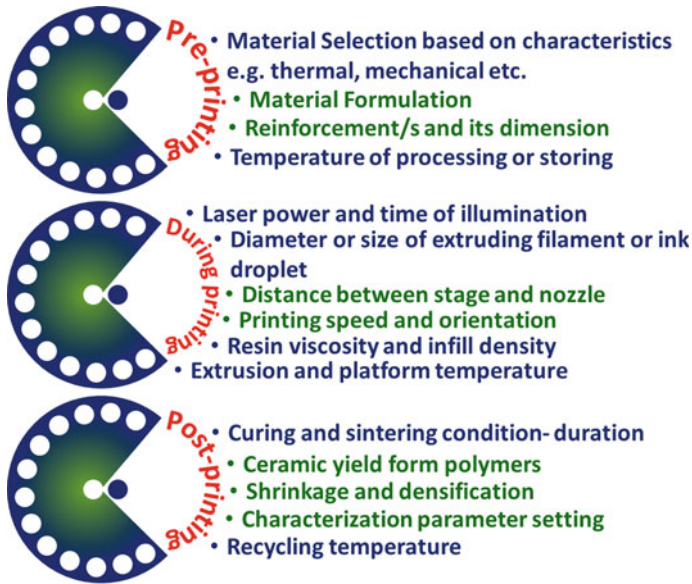 Pre-printing
• Material Selection based on characteristics
e.g. thermal, mechanical etc.
• Material Formulation
• Reinforcement/s and its dimension
• Temperature of processing or storing
During printing
• Laser power and time of illumination
• Diameter or size of extruding filament or ink
droplet
• Distance between stage and nozzle
• Printing speed and orientation
• Resin viscosity and infill density
• Extrusion and platform temperature
Post-printing
• Curing and sintering condition- duration
• Ceramic yield form polymers
• Shrinkage and densification
• Characterization parameter setting
• Recycling temperature